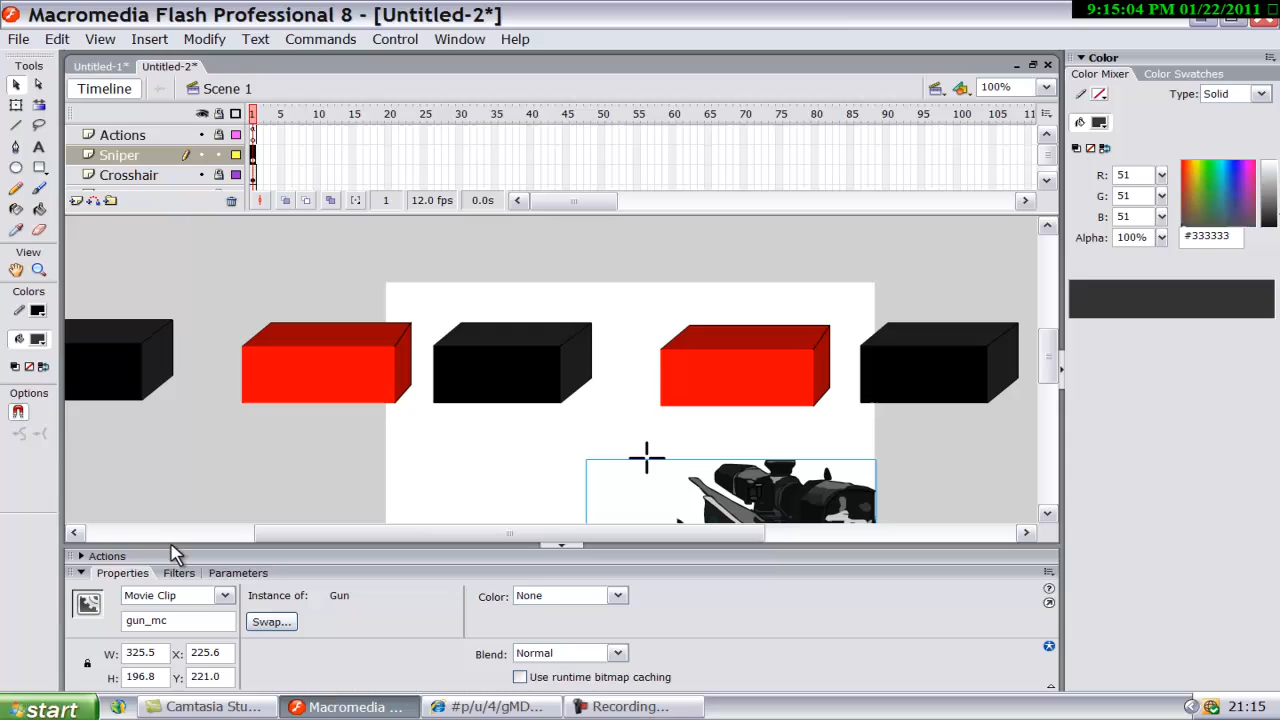 Macromedia Flash Professional 8 - [Untitled-2*]
9:15:04 PM 01/22/2011
File Edit View Insert Modify Text Commands Control Window Help
Tools
Untitled-1* Untitled-2*
Color
Color Mixer Color Swatches
Timeline Scene 1 100%
Type: Solid
1 5 10 15 20 25 30 35 40 45 50 55 60 65 70 75 80 85 90 95 100 105 11
Actions
Sniper
Crosshair
R: 51
G: 51
B: 51
Alpha: 100% #333333
1 12.0 fps 0.0s
View
Colors
Options
Actions
Properties Filters Parameters
Movie Clip Instance of: Gun Color: None
gun_mc Swap...
W: 325.5 X: 225.6 Blend: Normal
H: 196.8 Y: 221.0 Use runtime bitmap caching
start Camtasia Stu... Macromedia ... #p/u/4/gMD... Recording... 21:15